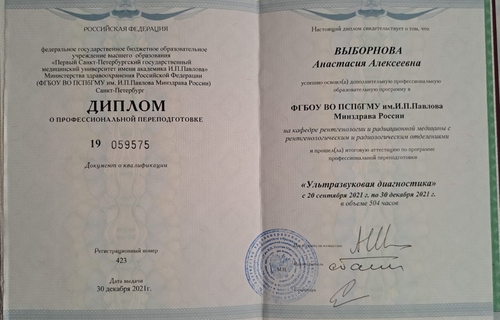 РОССИЙСКАЯ ФЕДЕРАЦИЯ
федеральное государственное бюджетное образовательное
учреждение высшего образования
«Первый Санкт-Петербургский государственный
медицинский университет имени академика И.П.Павлова»
Министерства здравоохранения Российской Федерации
(ФГБОУ ВО ПСПбГМУ им. И.П.Павлова Минздрава России)
Санкт-Петербург
ДИПЛОМ
О ПРОФЕССИОНАЛЬНОЙ ПЕРЕПОДГОТОВКЕ
19 059575
Документ о квалификации
Регистрационный номер
423
Дата выдачи
30 декабря 2021г.
Настоящий диплом свидетельствует о том, что
ВЫБОРНОВА
Анастасия Алексеевна
успешно освоил(а) дополнительную профессиональную
образовательную программу в
ФГБОУ ВО ПСПбГМУ им.И.П.Павлова
Минздрава России
на кафедре рентгенологии и радиационной медицины с
рентгенологическим и радиологическим отделениями
и прошел(ла) итоговую аттестацию по программе
профессиональной переподготовки
«Ультразвуковая диагностика»
с 20 сентября 2021 г. по 30 декабря 2021 г.
в объеме 504 часов
М.П.